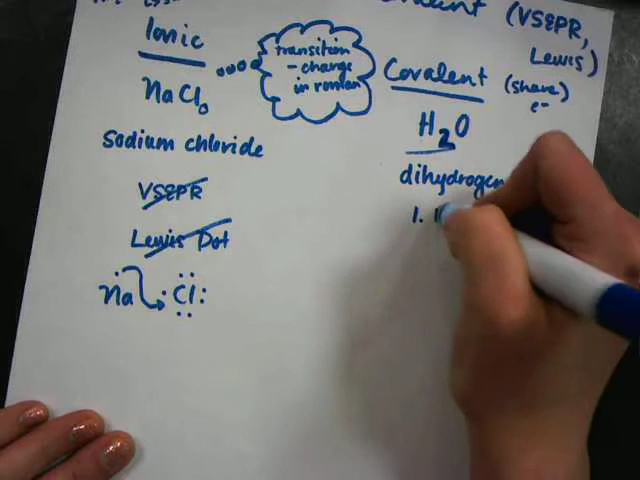 (VSEPR,
Lewis)
Ionic
transition
- charge
in roman
Covalent
(share)
e-
NaCl
H2O
Sodium chloride
dihydrogen
VSEPR
1.
Lewis Dot
Na Cl